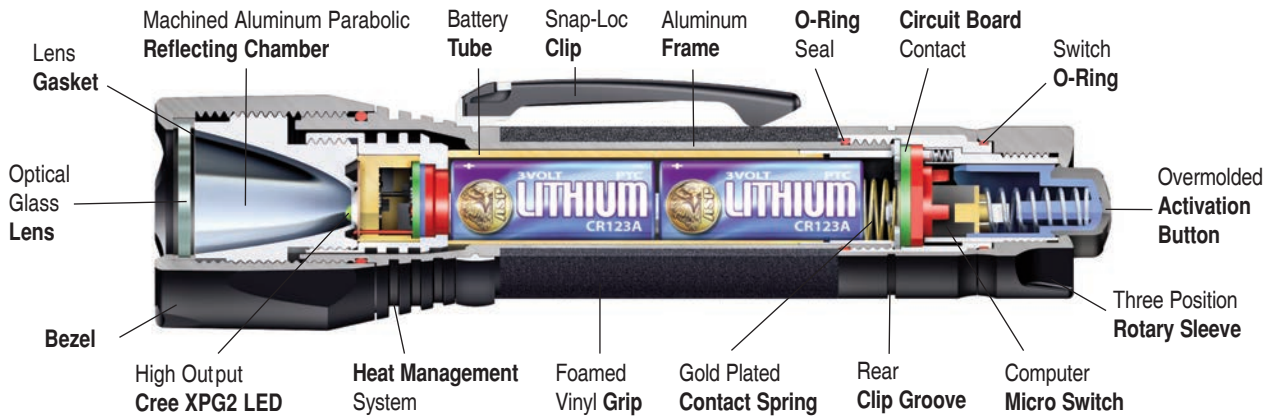 Machined Aluminum Parabolic
Reflecting Chamber
Battery
Tube
Snap-Loc
Clip
Aluminum
Frame
O-Ring
Seal
Circuit Board
Contact
Switch
O-Ring
Lens
Gasket
Optical
Glass
Lens
3VOLT PTC
LITHIUM
CR123A
3VOLT PTC
LITHIUM
CR123A
Overmolded
Activation
Button
Three Position
Rotary Sleeve
Bezel
High Output
Cree XPG2 LED
Heat Management
System
Foamed
Vinyl Grip
Gold Plated
Contact Spring
Rear
Clip Groove
Computer
Micro Switch